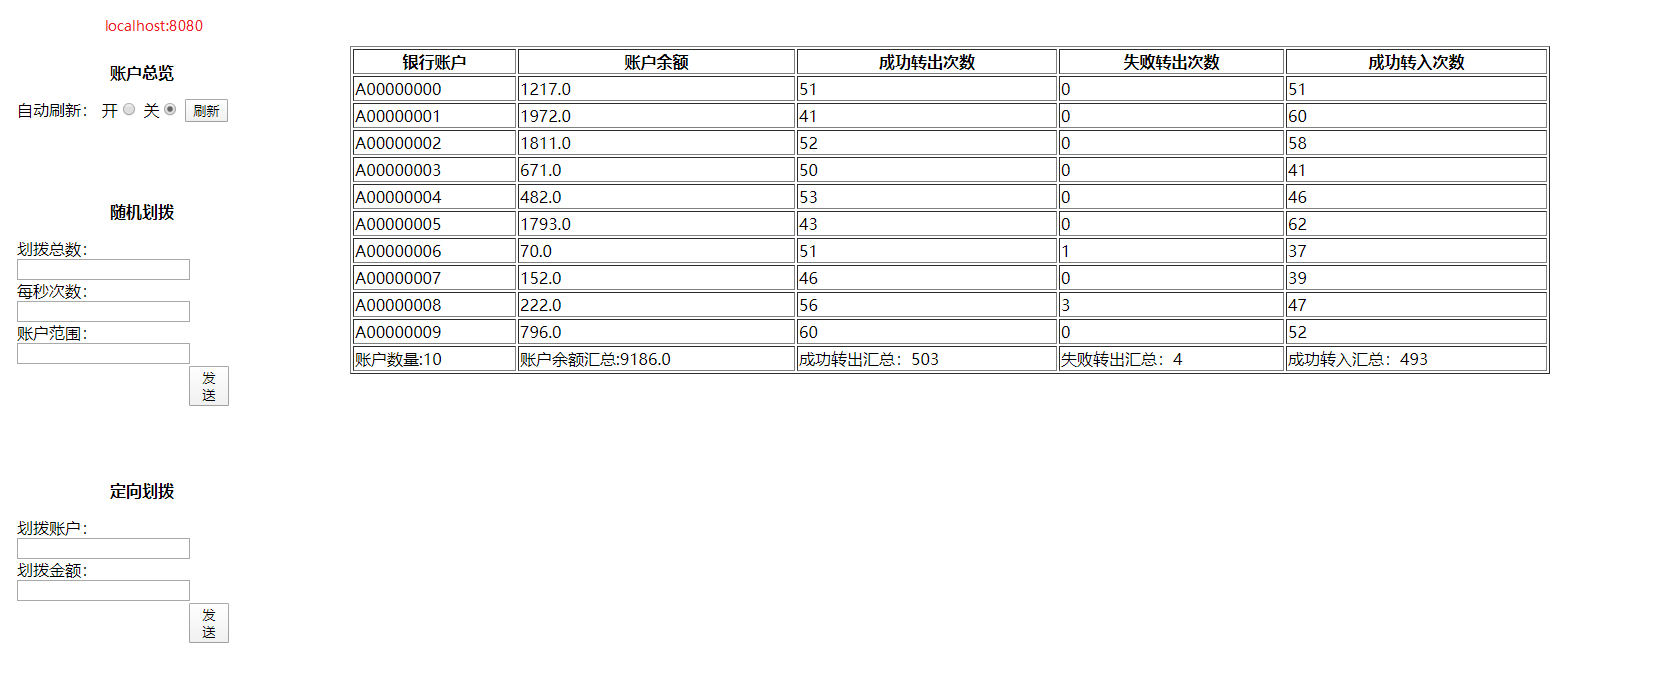 localhost:8080
账户总览
自动刷新： 开 关 刷新
随机划拨
划拨总数：
每秒次数：
账户范围：
发
送
定向划拨
划拨账户：
划拨金额：
发
送
银行账户 账户余额 成功转出次数 失败转出次数 成功转入次数
A00000000 1217.0 51 0 51
A00000001 1972.0 41 0 60
A00000002 1811.0 52 0 58
A00000003 671.0 50 0 41
A00000004 482.0 53 0 46
A00000005 1793.0 43 0 62
A00000006 70.0 51 1 37
A00000007 152.0 46 0 39
A00000008 222.0 56 3 47
A00000009 796.0 60 0 52
账户数量:10 账户余额汇总:9186.0 成功转出汇总：503 失败转出汇总：4 成功转入汇总：493